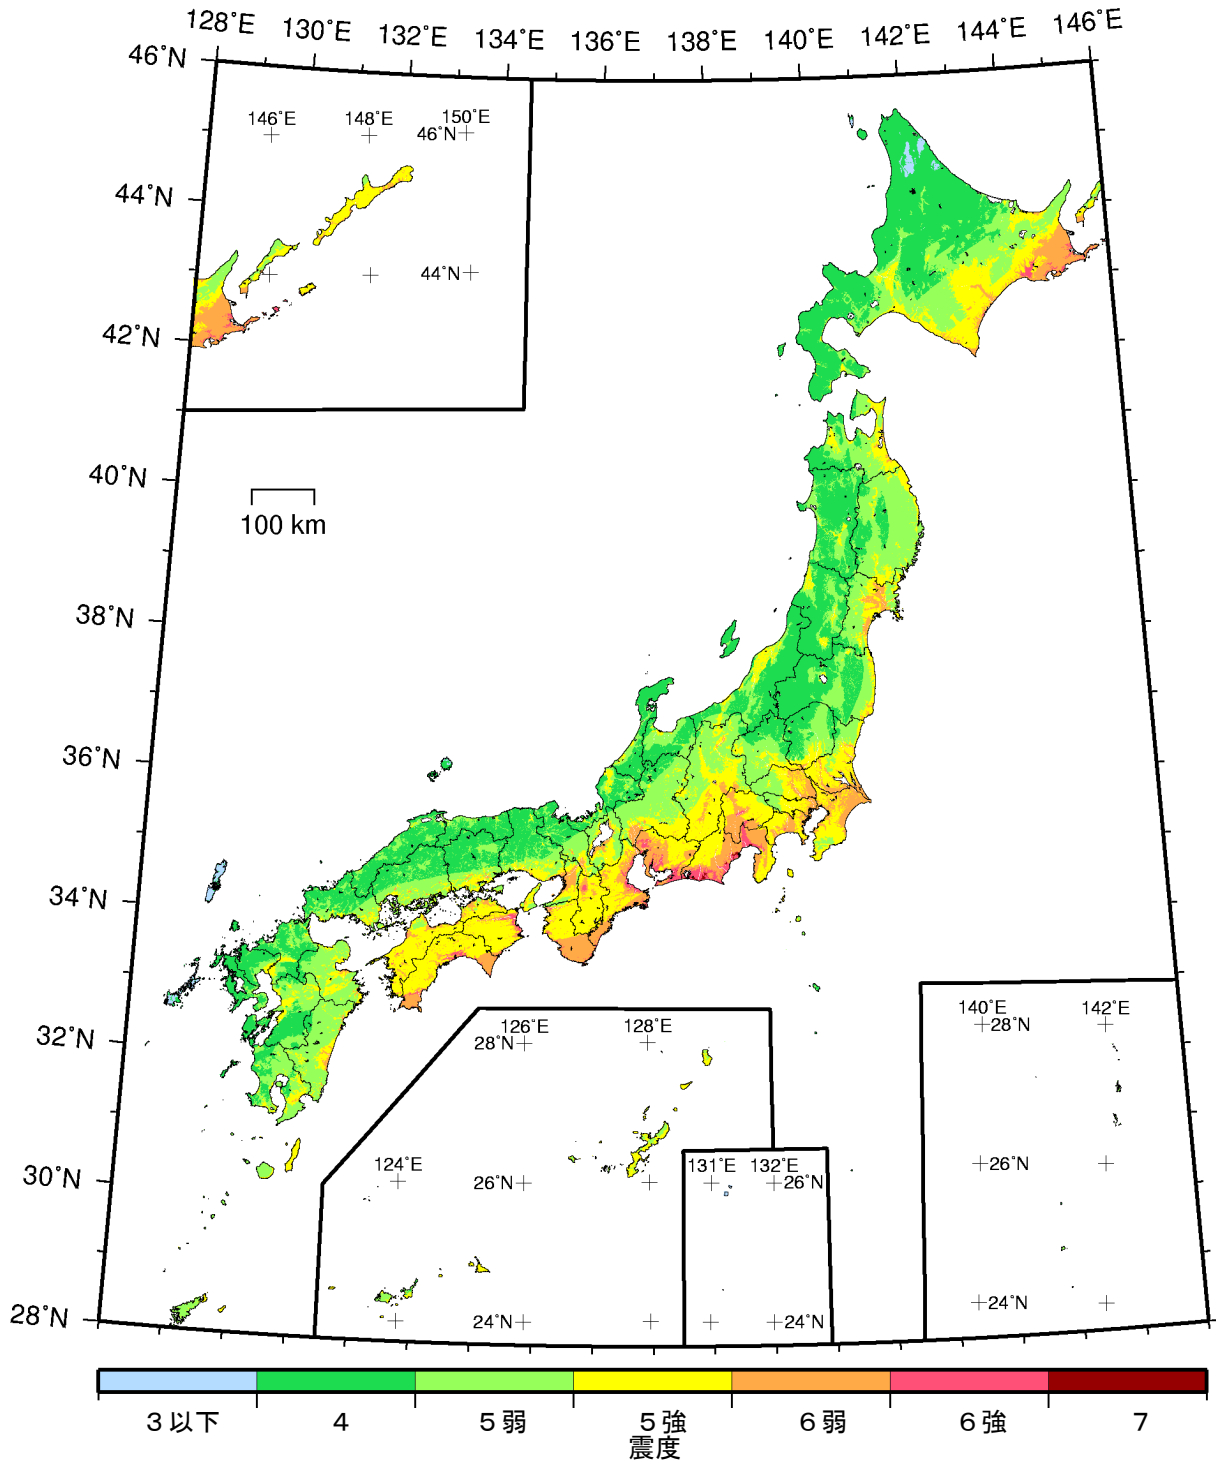 128°E 130°E 132°E 134°E 136°E 138°E 140°E 142°E 144°E 146°E
46°N
146°E 148°E 150°E
46°N
44°N
44°N
42°N
40°N
100 km
38°N
36°N
34°N
32°N
126°E 128°E
28°N
140°E 142°E
28°N
30°N
124°E
26°N
131°E 132°E
26°N
26°N
28°N
24°N
24°N
24°N
3以下 4 5弱 5強 6弱 6強 7
震度